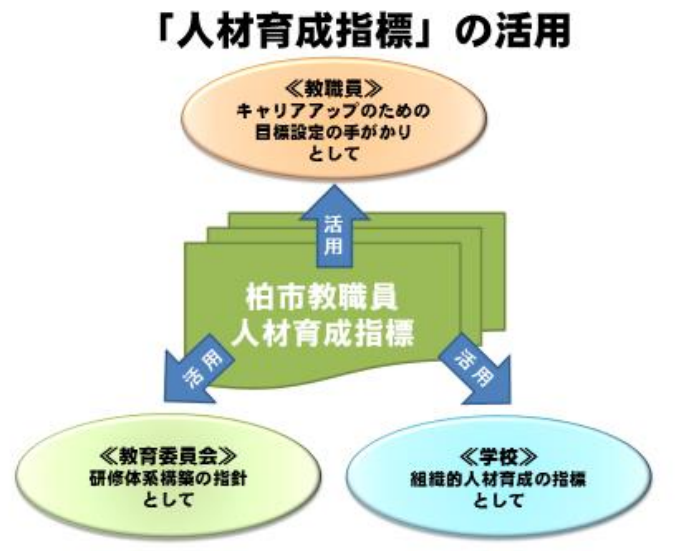 「人材育成指標」の活用
≪教職員≫
キャリアアップのための
目標設定の手がかり
として
活用
柏市教職員
人材育成指標
活用
活用
≪教育委員会≫
研修体系構築の指針
として
≪学校≫
組織的人材育成の指標
として